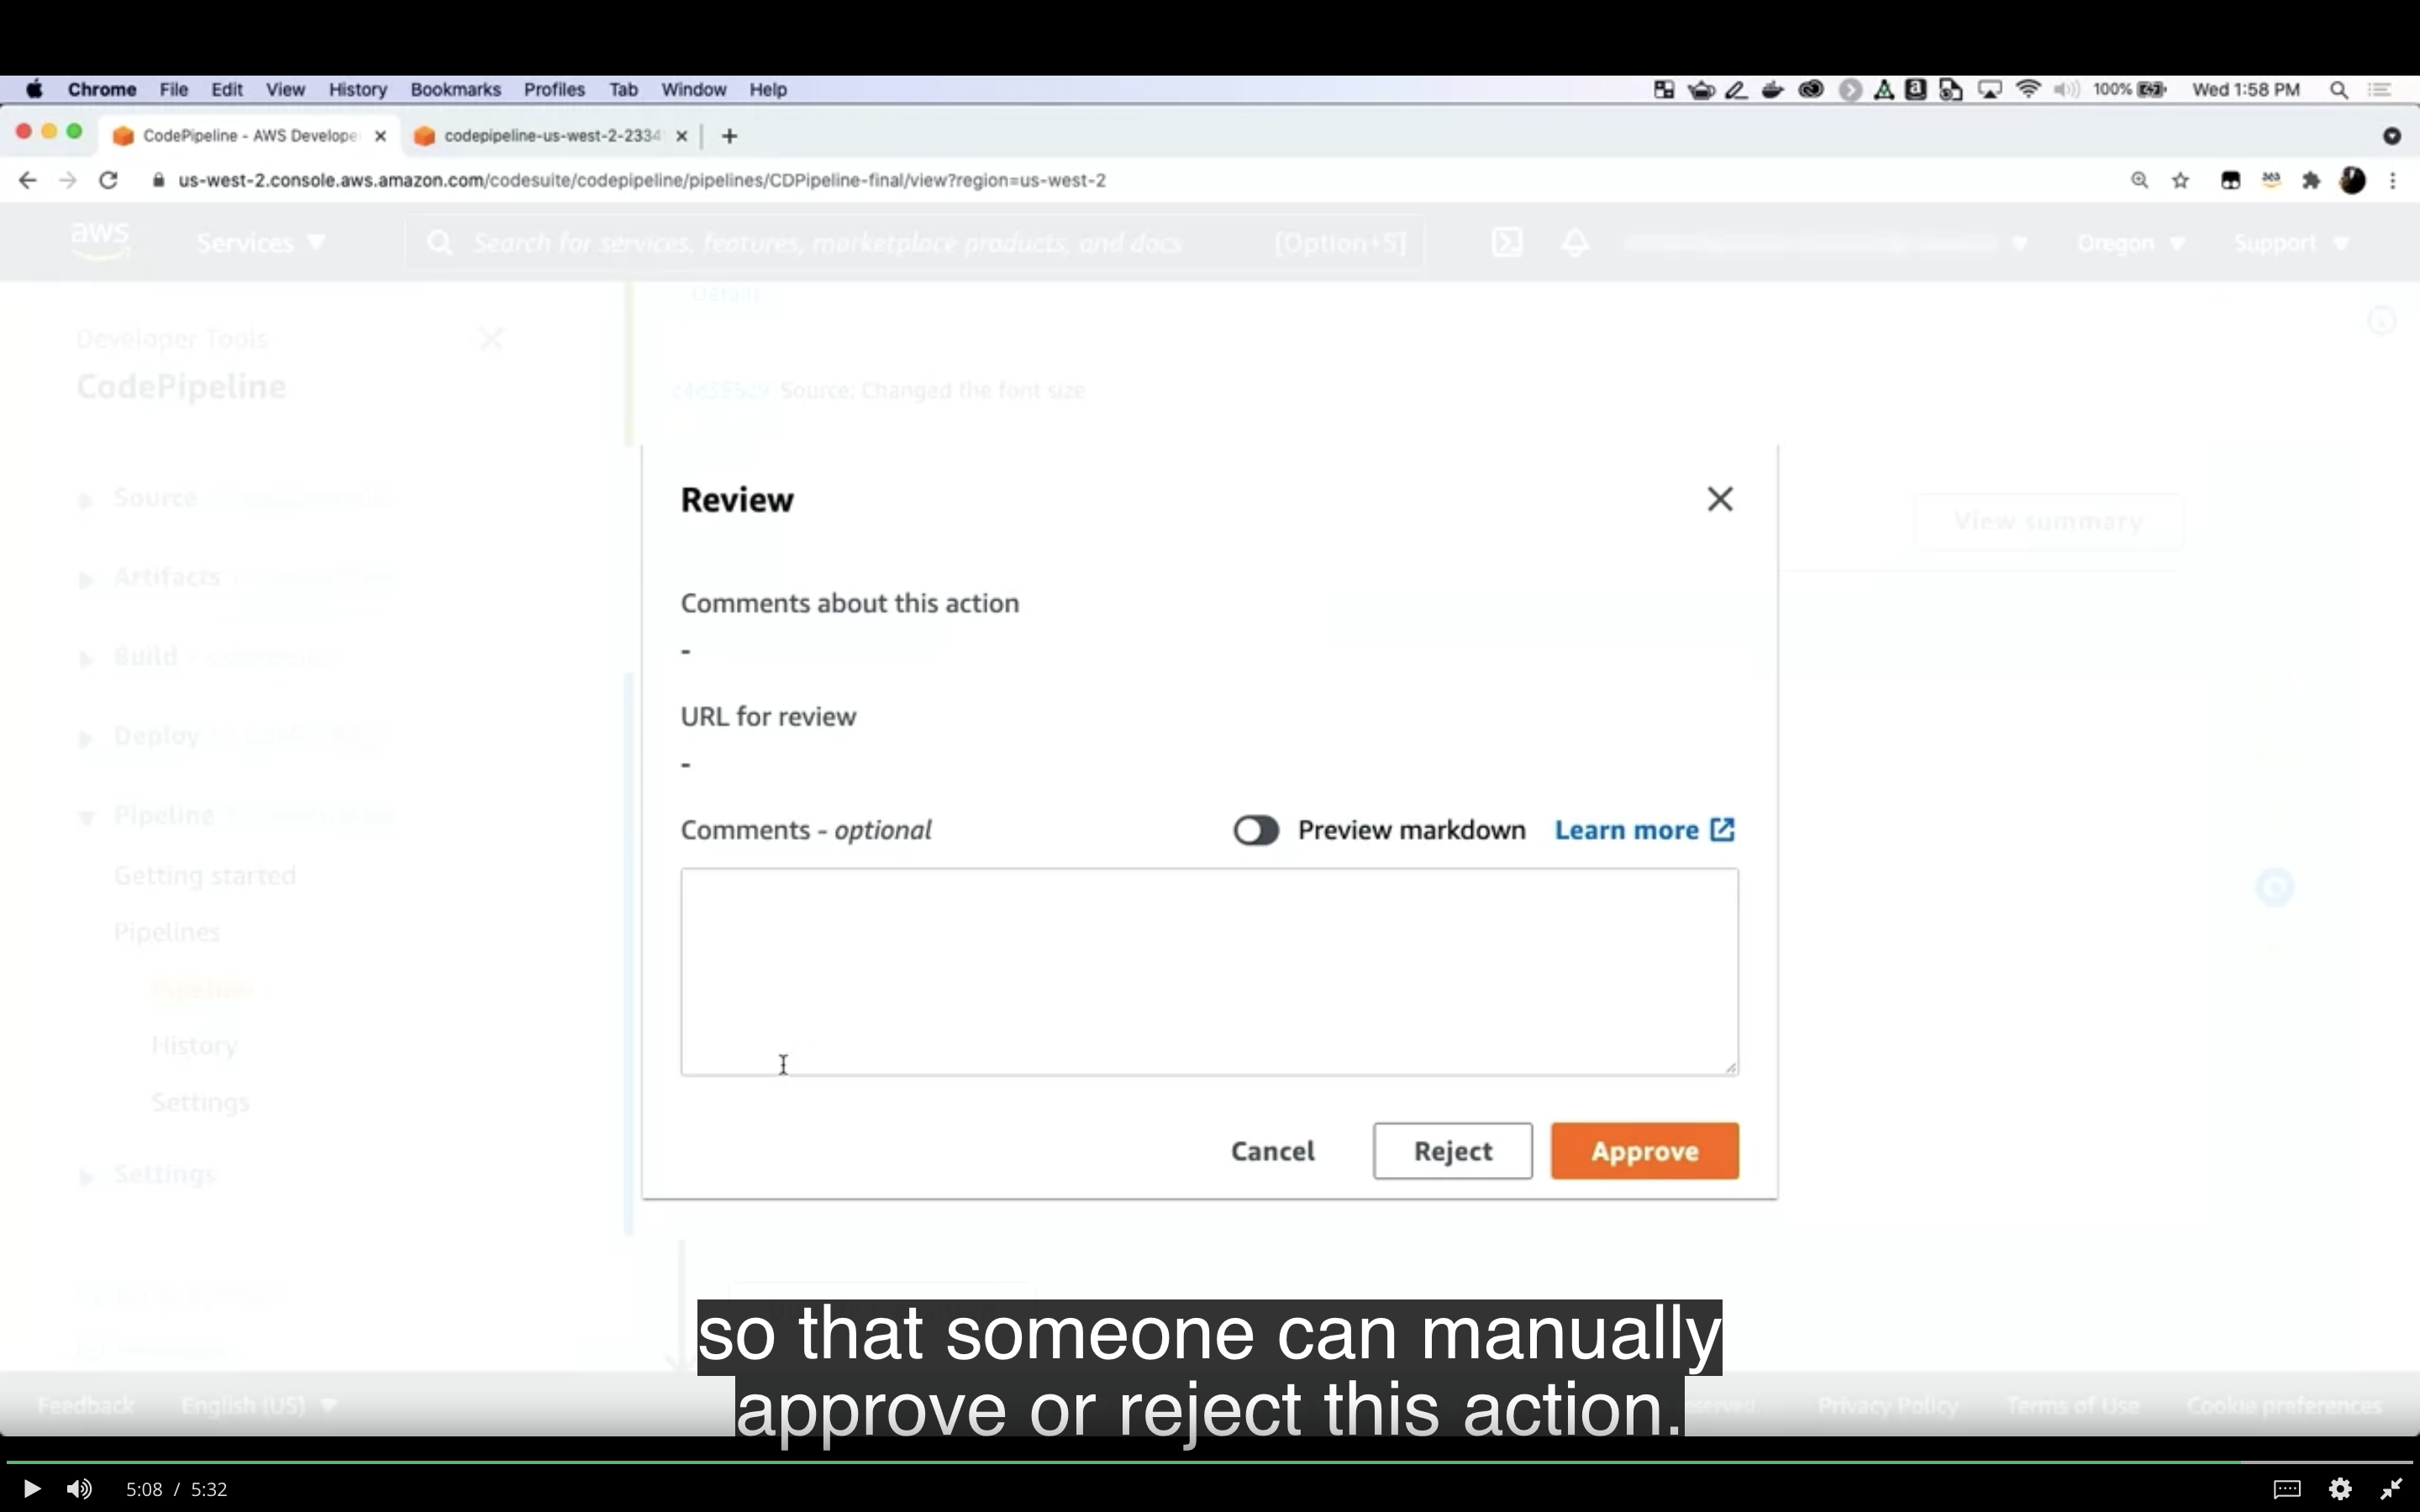 Chrome File Edit View History Bookmarks Profiles Tab Window Help 100% Wed 1:58 PM
CodePipeline - AWS Develope codepipeline-us-west-2-2334
us-west-2.console.aws.amazon.com/codesuite/codepipeline/pipelines/CDPipeline-final/view?region=us-west-2
aws Services Search for services, features, marketplace products, and docs [Option+S] Oregon Support
Details
Developer Tools
CodePipeline
Source: Changed the font size
Source
Artifacts
Build
Deploy
Pipeline
Getting started
Pipelines
Pipeline
History
Settings
Settings
View summary
Review
Comments about this action
-
URL for review
-
Comments - optional Preview markdown Learn more
Cancel Reject Approve
so that someone can manually
approve or reject this action.
Feedback English (US) Privacy Policy Terms of Use Cookie preferences
5:08 / 5:32